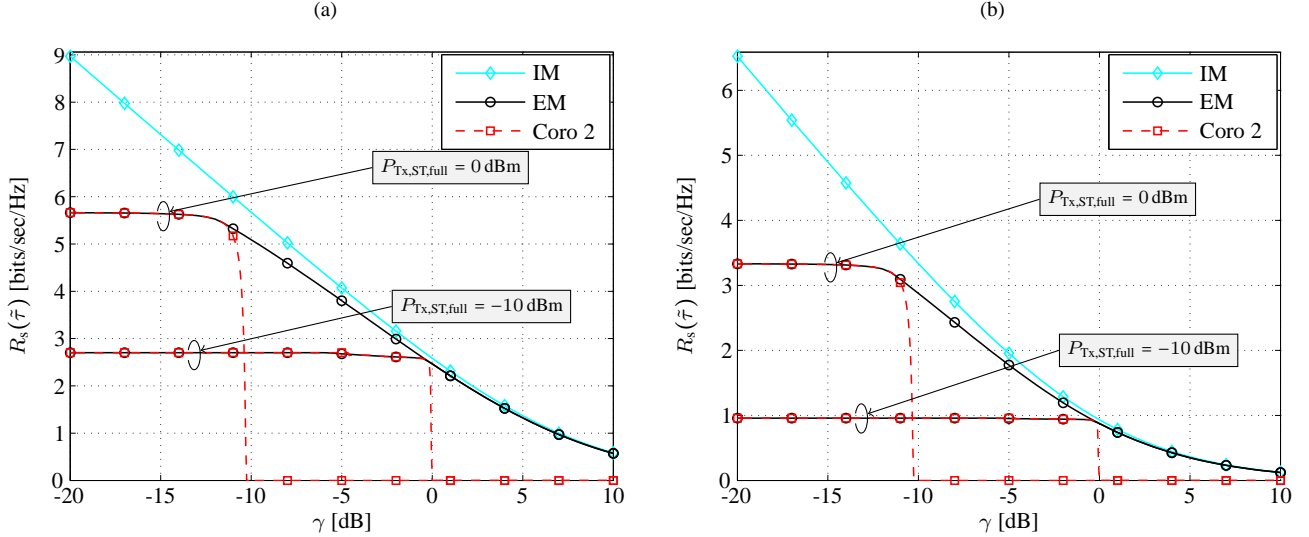 (a)
9
8
7
6
5
4
3
2
1
0
-20
-15
-10
-5
0
5
10
R_s(τ̃) [bits/sec/Hz]
γ [dB]
IM
EM
Coro 2
P_Tx,ST,full = 0 dBm
P_Tx,ST,full = −10 dBm
(b)
6
5
4
3
2
1
0
-20
-15
-10
-5
0
5
10
R_s(τ̃) [bits/sec/Hz]
γ [dB]
IM
EM
Coro 2
P_Tx,ST,full = 0 dBm
P_Tx,ST,full = −10 dBm